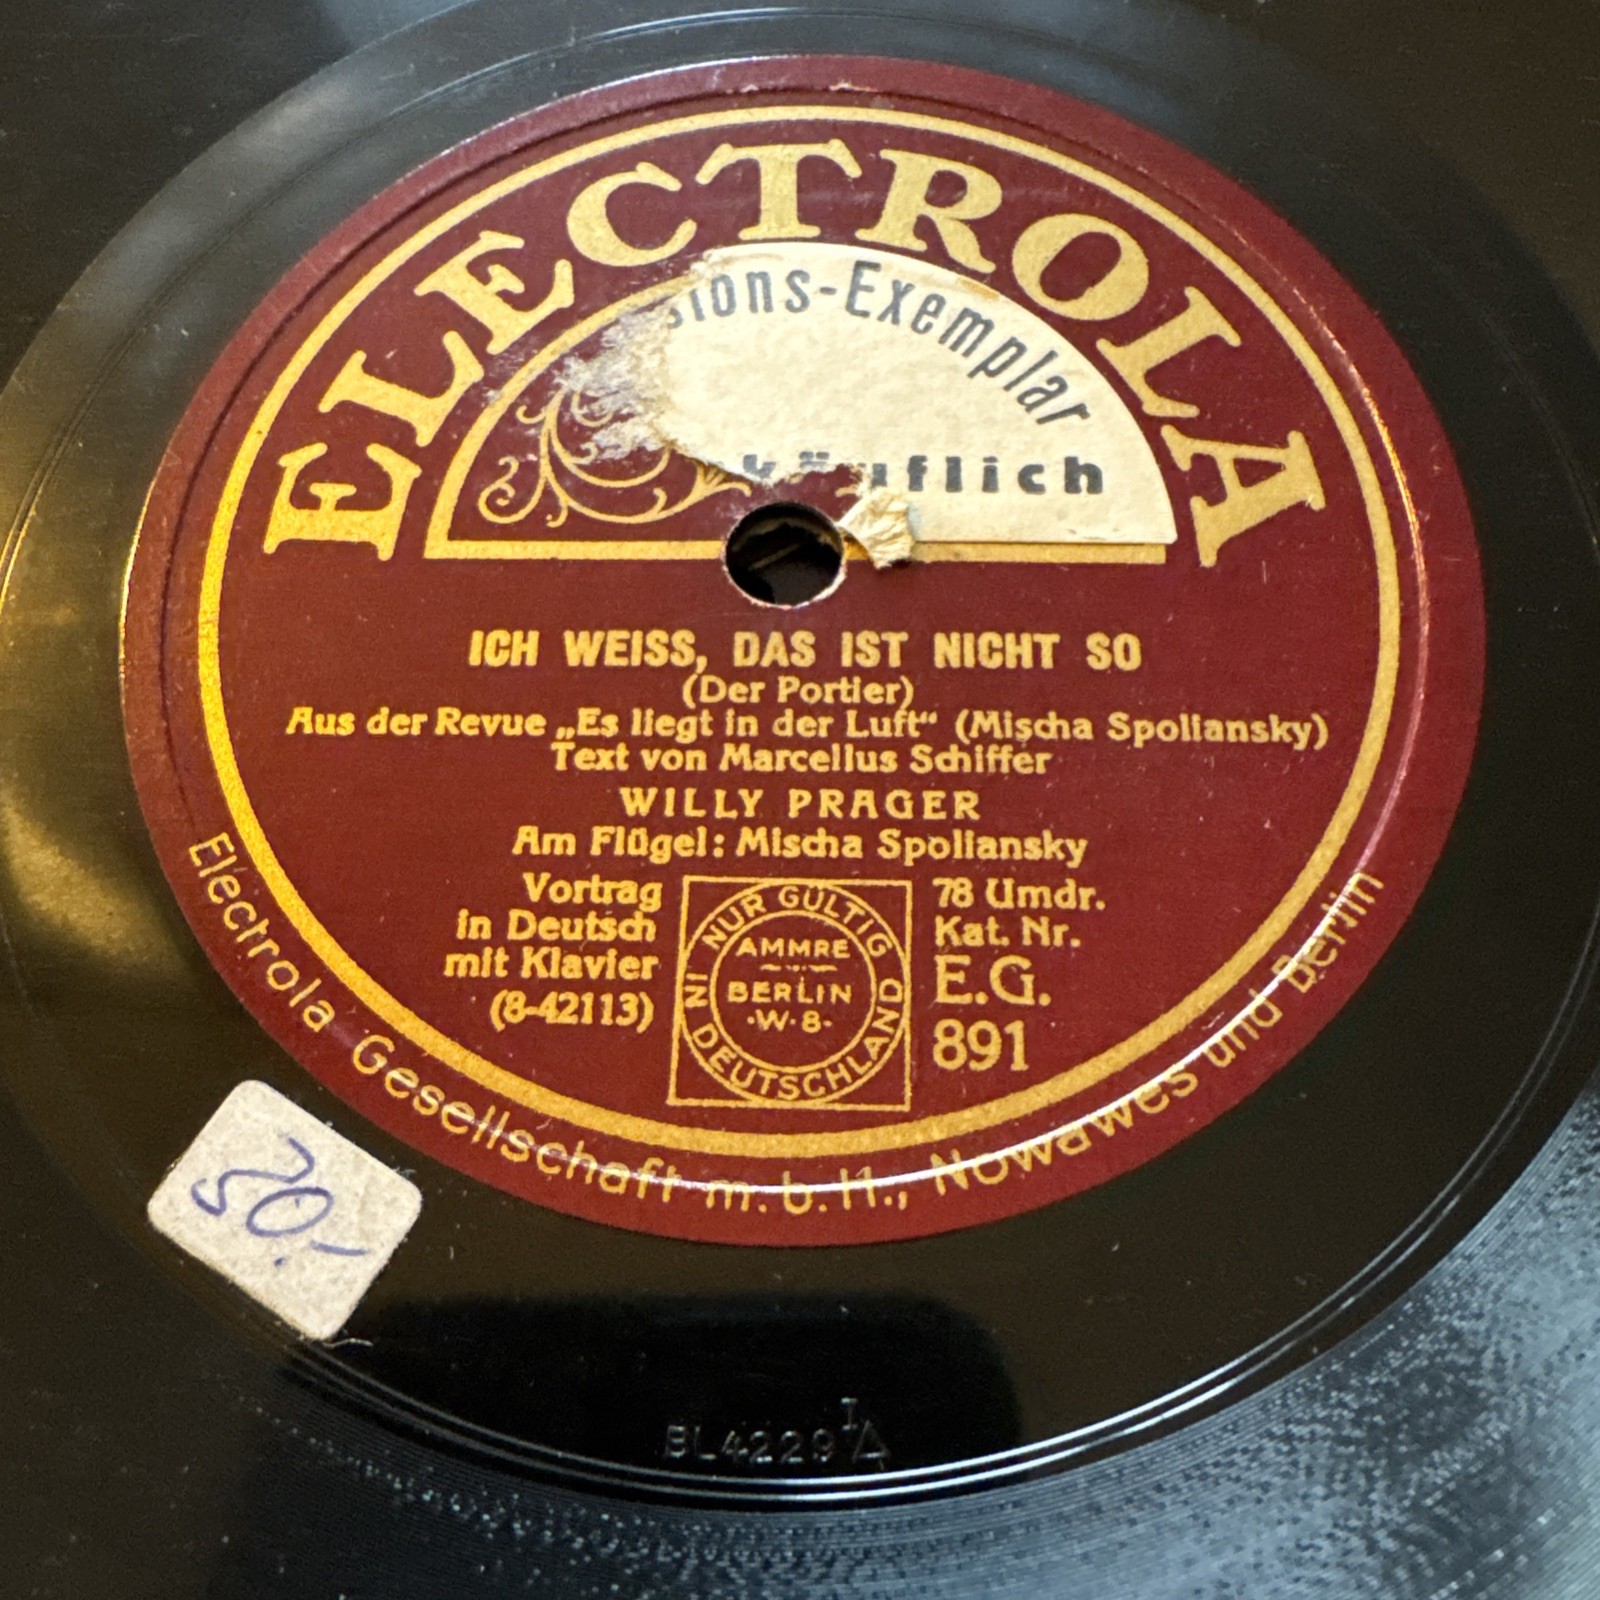 ELECTROLA
sions-Exemplar
käuflich
ICH WEISS, DAS IST NICHT SO
(Der Portier)
Aus der Revue „Es liegt in der Luft“ (Mischa Spoliansky)
Text von Marcellus Schiffer
WILLY PRAGER
Am Flügel: Mischa Spoliansky
Vortrag
in Deutsch
mit Klavier
(8-42113)
NUR GÜLTIG
IN DEUTSCHLAND
AMMRE
BERLIN
·W·8·
78 Umdr.
Kat. Nr.
E.G.
891
Electrola Gesellschaft m. b. H., Nowawes und Berlin
50,-
BL4229 I △